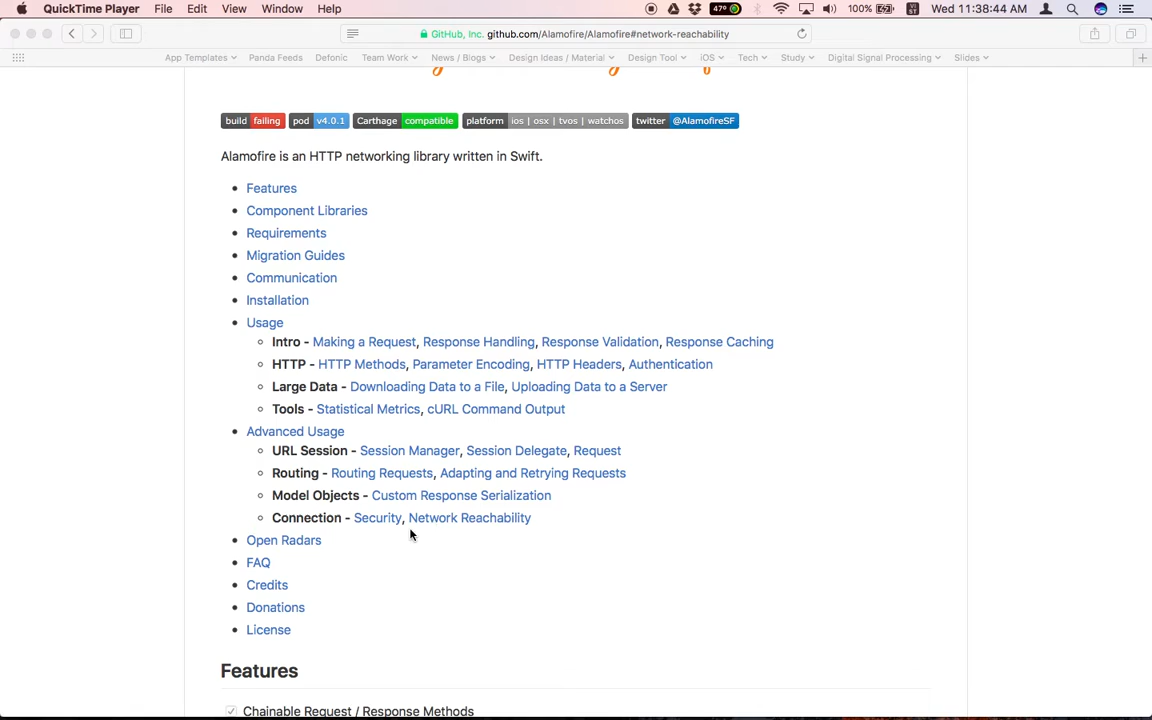 QuickTime Player File Edit View Window Help 47° 100% VI ST Wed 11:38:44 AM
GitHub, Inc. github.com/Alamofire/Alamofire#network-reachability
App Templates Panda Feeds Defonic Team Work News / Blogs Design Ideas / Material Design Tool iOS Tech Study Digital Signal Processing Slides
build failing pod v4.0.1 Carthage compatible platform ios | osx | tvos | watchos twitter @AlamofireSF
Alamofire is an HTTP networking library written in Swift.
Features
Component Libraries
Requirements
Migration Guides
Communication
Installation
Usage
Intro - Making a Request, Response Handling, Response Validation, Response Caching
HTTP - HTTP Methods, Parameter Encoding, HTTP Headers, Authentication
Large Data - Downloading Data to a File, Uploading Data to a Server
Tools - Statistical Metrics, cURL Command Output
Advanced Usage
URL Session - Session Manager, Session Delegate, Request
Routing - Routing Requests, Adapting and Retrying Requests
Model Objects - Custom Response Serialization
Connection - Security, Network Reachability
Open Radars
FAQ
Credits
Donations
License
Features
Chainable Request / Response Methods